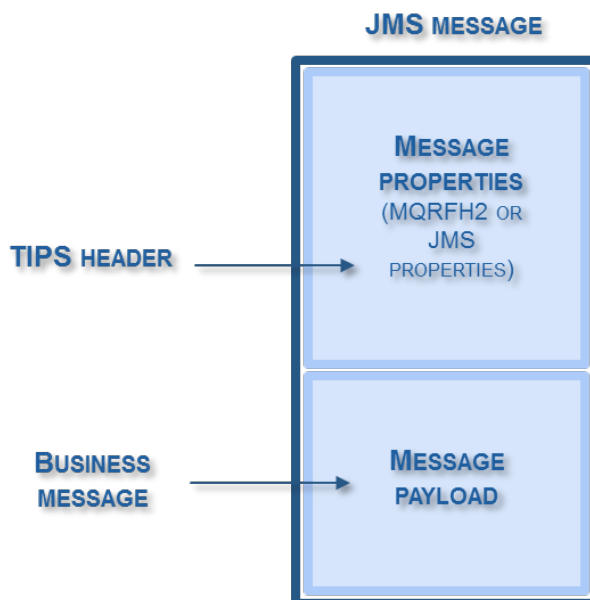 JMS MESSAGE
MESSAGE
PROPERTIES
(MQRFH2 OR
JMS
PROPERTIES)
TIPS HEADER
BUSINESS
MESSAGE
MESSAGE
PAYLOAD